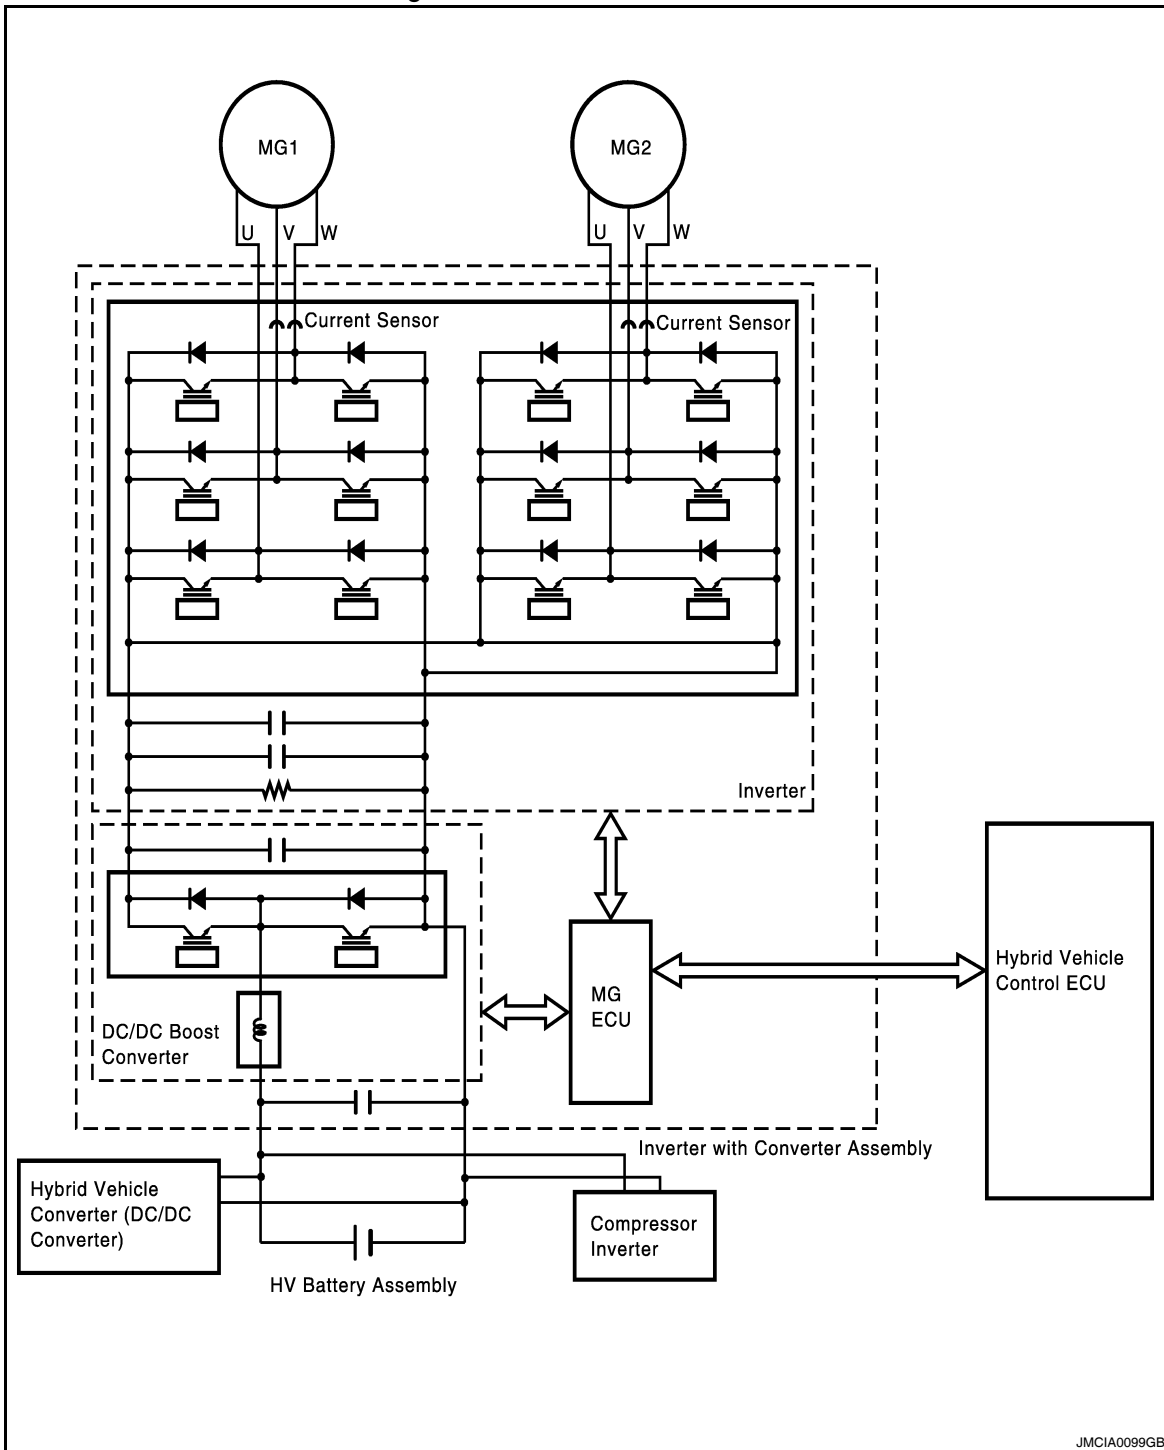 MG1
MG2
U
V
W
U
V
W
Current Sensor
Current Sensor
Inverter
DC/DC Boost
Converter
MG
ECU
Hybrid Vehicle
Control ECU
Inverter with Converter Assembly
Hybrid Vehicle
Converter (DC/DC
Converter)
Compressor
Inverter
HV Battery Assembly
JMCIA0099GB